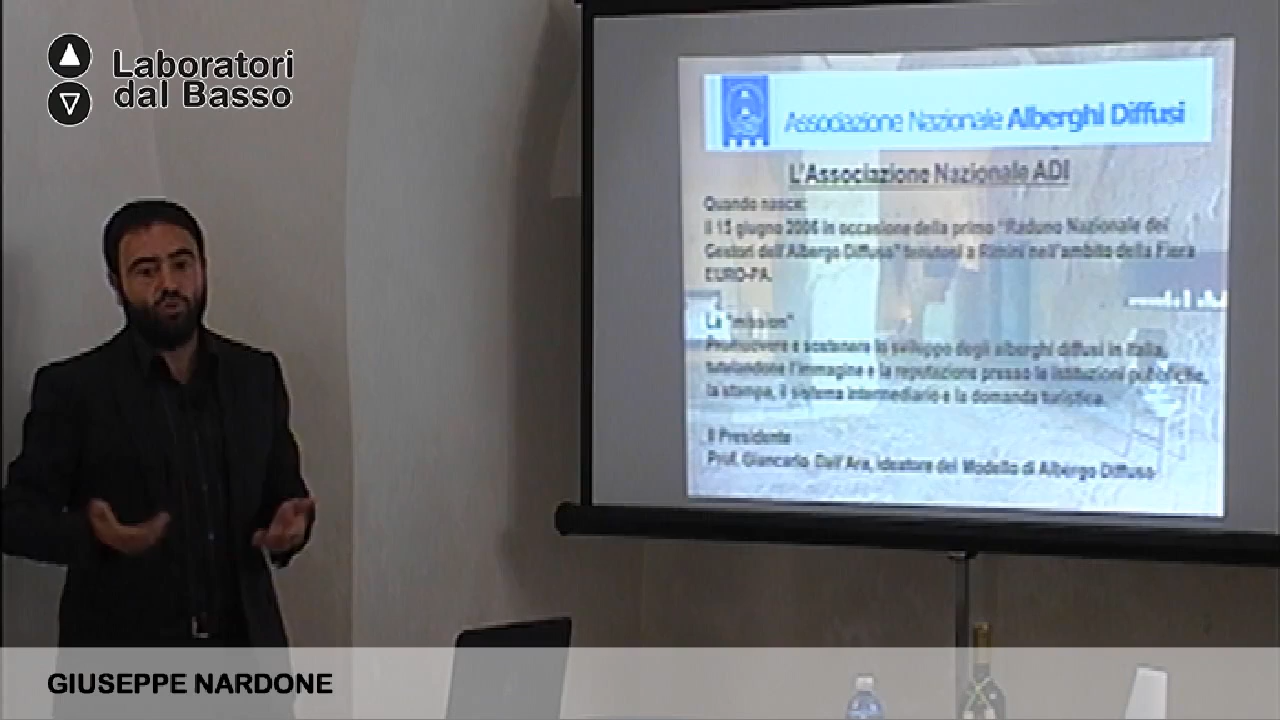 Laboratori
dal Basso
Associazione Nazionale Alberghi Diffusi
L'Associazione Nazionale ADI
Quando nasce:
Il giugno 2006 in occasione della primo "Raduno Nazionale dei
Gestori dell'Albergo Diffuso" tenutosi a Rimini nell'ambito della Fiera
EURO-PA.
La "mission"
Promuovere e sostenere lo sviluppo degli alberghi diffusi in Italia,
tutelandone l'immagine e la reputazione presso le istituzioni pubbliche,
la stampa, il sistema intermediario e la domanda turistica.
Il Presidente
Prof. Giancarlo Dall'Ara, ideatore del Modello di Albergo Diffuso
GIUSEPPE NARDONE